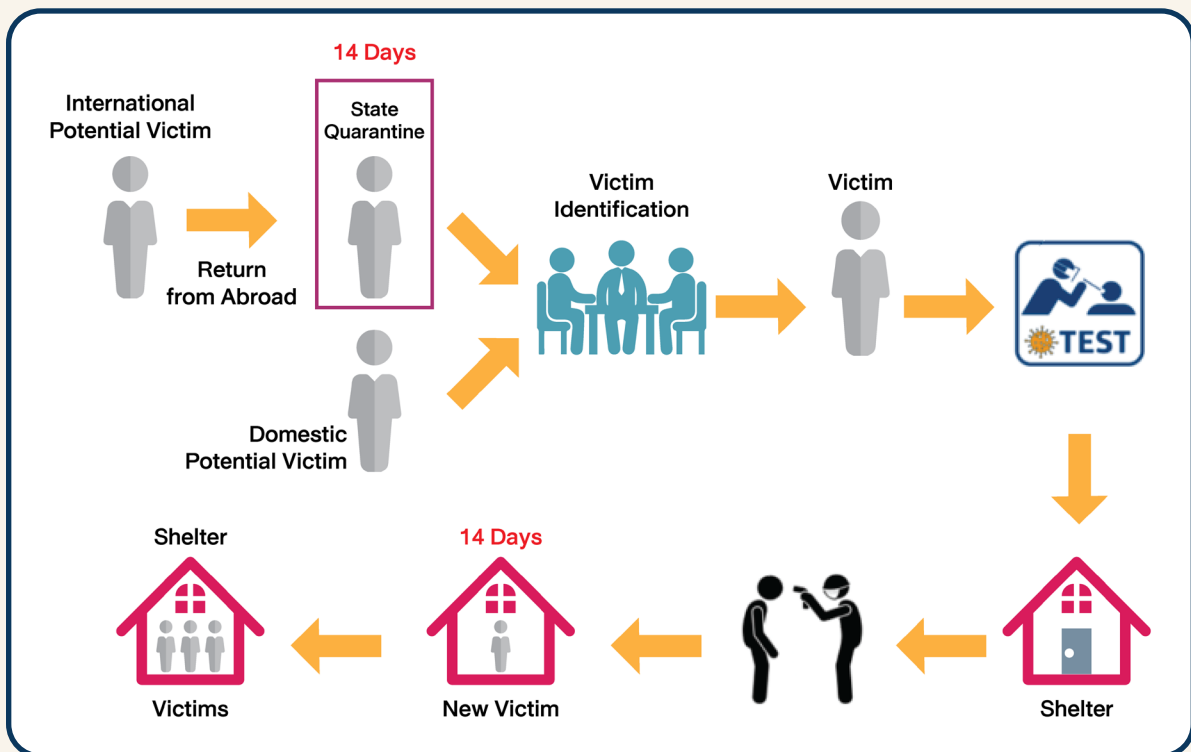 14 Days
International
Potential Victim
State
Quarantine
Return
from Abroad
Domestic
Potential Victim
Victim
Identification
Victim
TEST
Shelter
14 Days
Shelter
Victims
New Victim